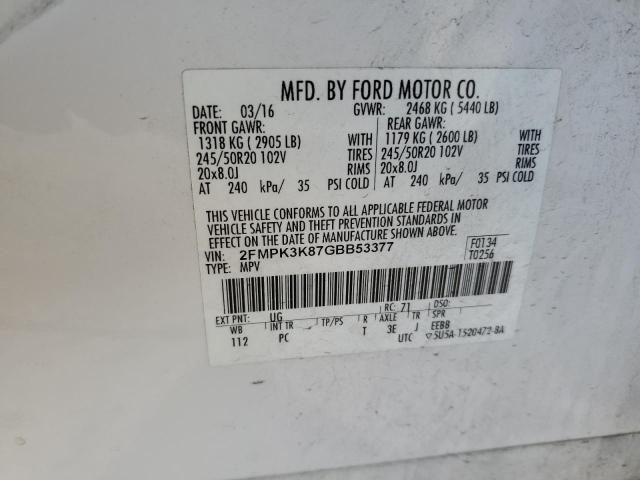 MFD. BY FORD MOTOR CO.
DATE: 03/16 GVWR: 2468 KG ( 5440 LB)
FRONT GAWR: REAR GAWR:
1318 KG ( 2905 LB) WITH 1179 KG ( 2600 LB) WITH
245/50R20 102V TIRES 245/50R20 102V TIRES
20x8.0J RIMS 20x8.0J RIMS
AT 240 kPa/ 35 PSI COLD AT 240 kPa/ 35 PSI COLD
THIS VEHICLE CONFORMS TO ALL APPLICABLE FEDERAL MOTOR
VEHICLE SAFETY AND THEFT PREVENTION STANDARDS IN
EFFECT ON THE DATE OF MANUFACTURE SHOWN ABOVE.
VIN: 2FMPK3K87GBB53377 F0134
TYPE: MPV T0256
EXT PNT: UG RC: 71 DSO:
WB INT TR TP/PS R AXLE TR SPR
112 PC T 3E J EEBB
UTC ▽5U5A-1520472-BA